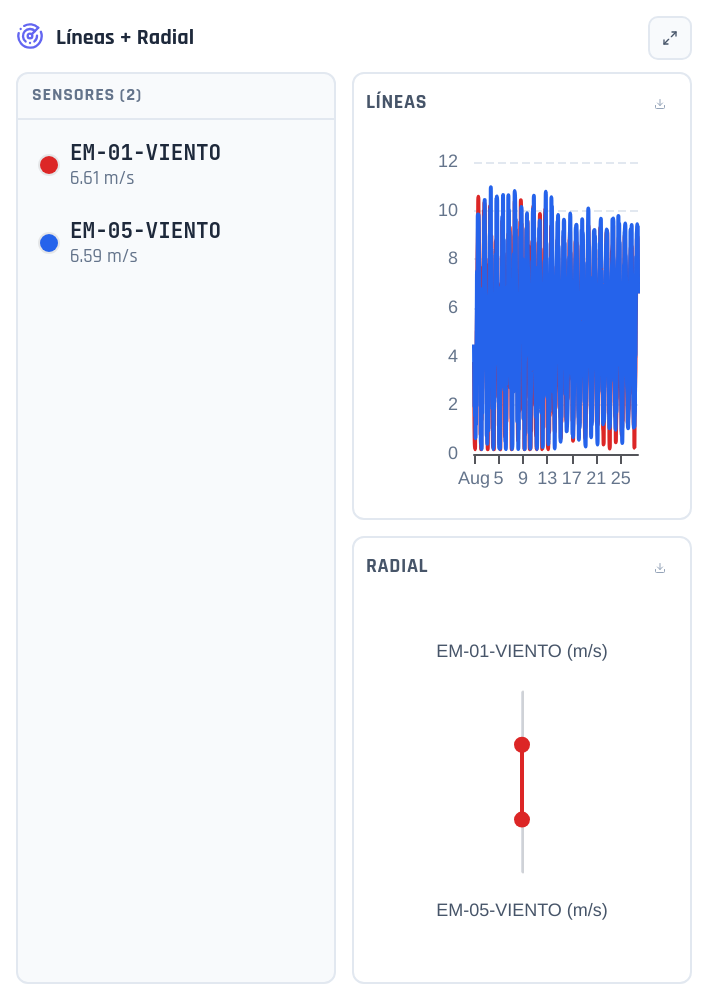 Líneas + Radial
SENSORES (2)
EM-01-VIENTO
6.61 m/s
EM-05-VIENTO
6.59 m/s
LÍNEAS
12
10
8
6
4
2
0
Aug 5 9 13 17 21 25
RADIAL
EM-01-VIENTO (m/s)
EM-05-VIENTO (m/s)